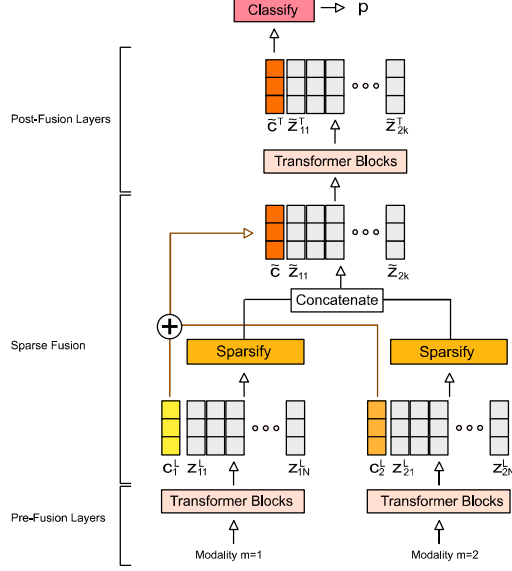 Classify
p
Post-Fusion Layers
c̃ᵀ z̃ᵀ₁₁ z̃ᵀ₂ₖ
Transformer Blocks
c̃ z̃₁₁ z̃₂ₖ
Concatenate
+
Sparse Fusion
Sparsify Sparsify
c₁ᴸ z₁₁ᴸ z₁Nᴸ c₂ᴸ z₂₁ᴸ z₂Nᴸ
Pre-Fusion Layers
Transformer Blocks Transformer Blocks
Modality m=1 Modality m=2